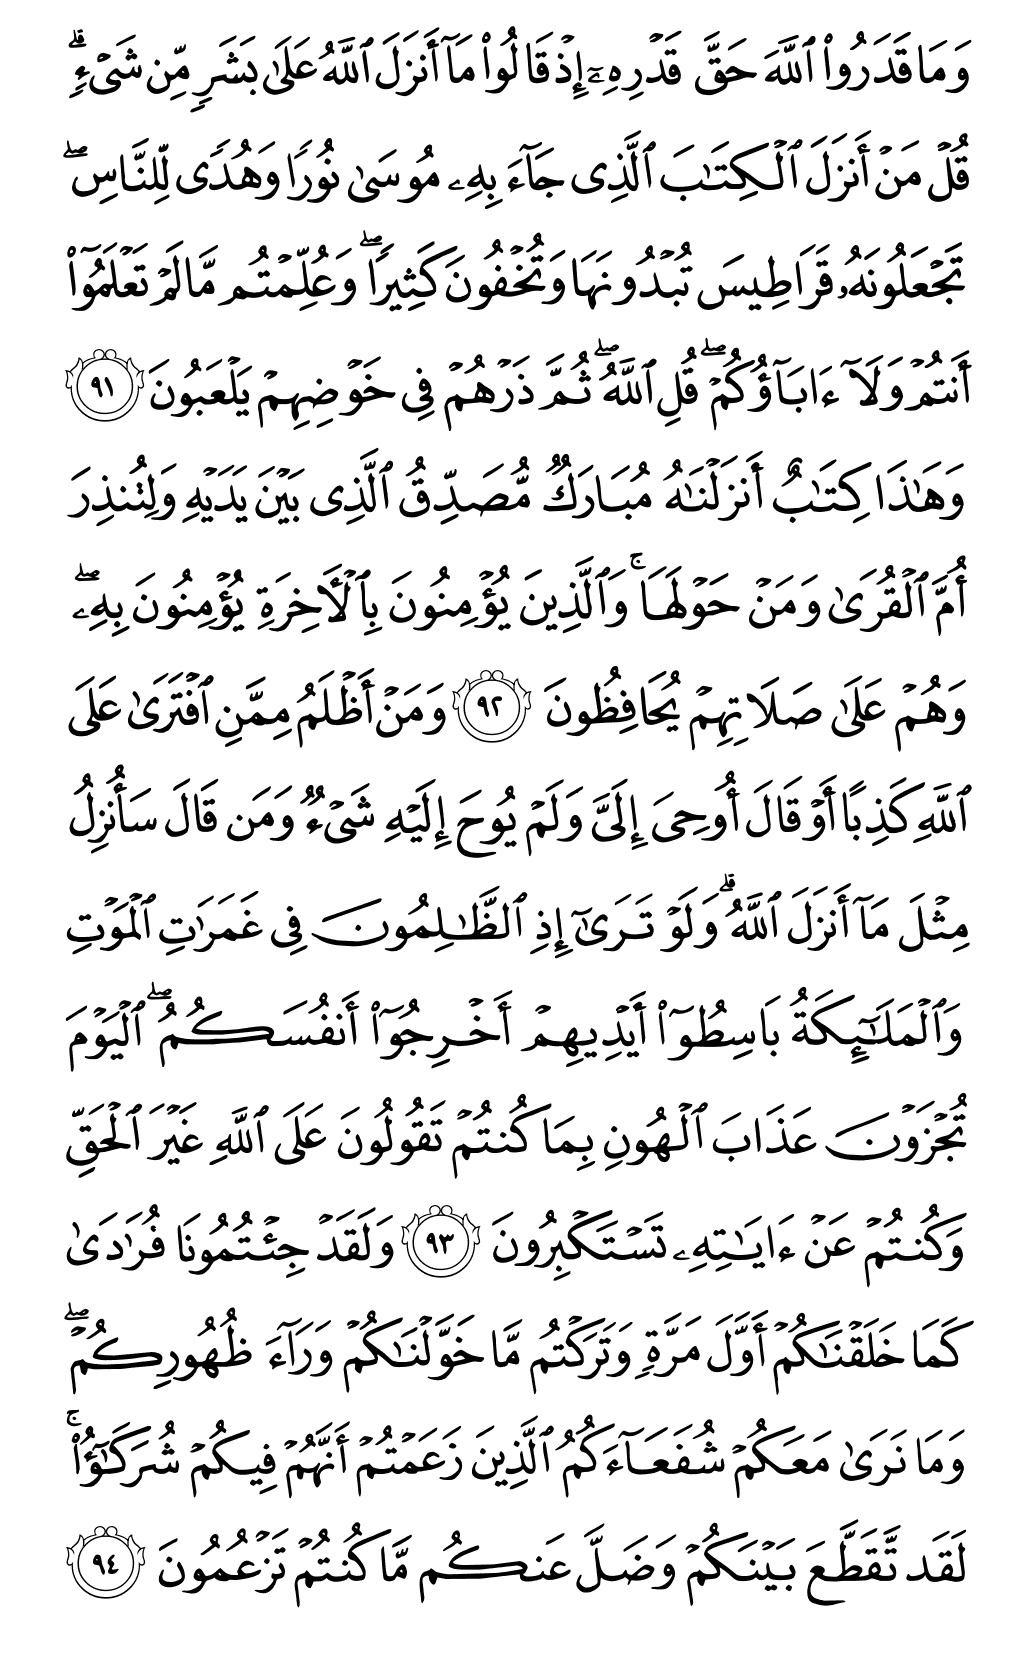 وَمَا قَدَرُوا۟ ٱللَّهَ حَقَّ قَدْرِهِۦٓ إِذْ قَالُوا۟ مَآ أَنزَلَ ٱللَّهُ عَلَىٰ بَشَرٍ مِّن شَىْءٍ ۗ
قُلْ مَنْ أَنزَلَ ٱلْكِتَـٰبَ ٱلَّذِى جَآءَ بِهِۦ مُوسَىٰ نُورًا وَهُدًى لِّلنَّاسِ ۖ
تَجْعَلُونَهُۥ قَرَاطِيسَ تُبْدُونَهَا وَتُخْفُونَ كَثِيرًا ۖ وَعُلِّمْتُم مَّا لَمْ تَعْلَمُوٓا۟
أَنتُمْ وَلَآ ءَابَآؤُكُمْ ۖ قُلِ ٱللَّهُ ۖ ثُمَّ ذَرْهُمْ فِى خَوْضِهِمْ يَلْعَبُونَ ٩١
وَهَـٰذَا كِتَـٰبٌ أَنزَلْنَـٰهُ مُبَارَكٌ مُّصَدِّقُ ٱلَّذِى بَيْنَ يَدَيْهِ وَلِتُنذِرَ
أُمَّ ٱلْقُرَىٰ وَمَنْ حَوْلَهَا ۚ وَٱلَّذِينَ يُؤْمِنُونَ بِٱلْـَٔاخِرَةِ يُؤْمِنُونَ بِهِۦ ۖ
وَهُمْ عَلَىٰ صَلَاتِهِمْ يُحَافِظُونَ ٩٢ وَمَنْ أَظْلَمُ مِمَّنِ ٱفْتَرَىٰ عَلَى
ٱللَّهِ كَذِبًا أَوْ قَالَ أُوحِىَ إِلَىَّ وَلَمْ يُوحَ إِلَيْهِ شَىْءٌ وَمَن قَالَ سَأُنزِلُ
مِثْلَ مَآ أَنزَلَ ٱللَّهُ ۗ وَلَوْ تَرَىٰٓ إِذِ ٱلظَّـٰلِمُونَ فِى غَمَرَٰتِ ٱلْمَوْتِ
وَٱلْمَلَـٰٓئِكَةُ بَاسِطُوٓا۟ أَيْدِيهِمْ أَخْرِجُوٓا۟ أَنفُسَكُمُ ۖ ٱلْيَوْمَ
تُجْزَوْنَ عَذَابَ ٱلْهُونِ بِمَا كُنتُمْ تَقُولُونَ عَلَى ٱللَّهِ غَيْرَ ٱلْحَقِّ
وَكُنتُمْ عَنْ ءَايَـٰتِهِۦ تَسْتَكْبِرُونَ ٩٣ وَلَقَدْ جِئْتُمُونَا فُرَٰدَىٰ
كَمَا خَلَقْنَـٰكُمْ أَوَّلَ مَرَّةٍ وَتَرَكْتُم مَّا خَوَّلْنَـٰكُمْ وَرَآءَ ظُهُورِكُمْ ۖ
وَمَا نَرَىٰ مَعَكُمْ شُفَعَآءَكُمُ ٱلَّذِينَ زَعَمْتُمْ أَنَّهُمْ فِيكُمْ شُرَكَـٰٓؤُا۟ ۚ
لَقَد تَّقَطَّعَ بَيْنَكُمْ وَضَلَّ عَنكُم مَّا كُنتُمْ تَزْعُمُونَ ٩٤